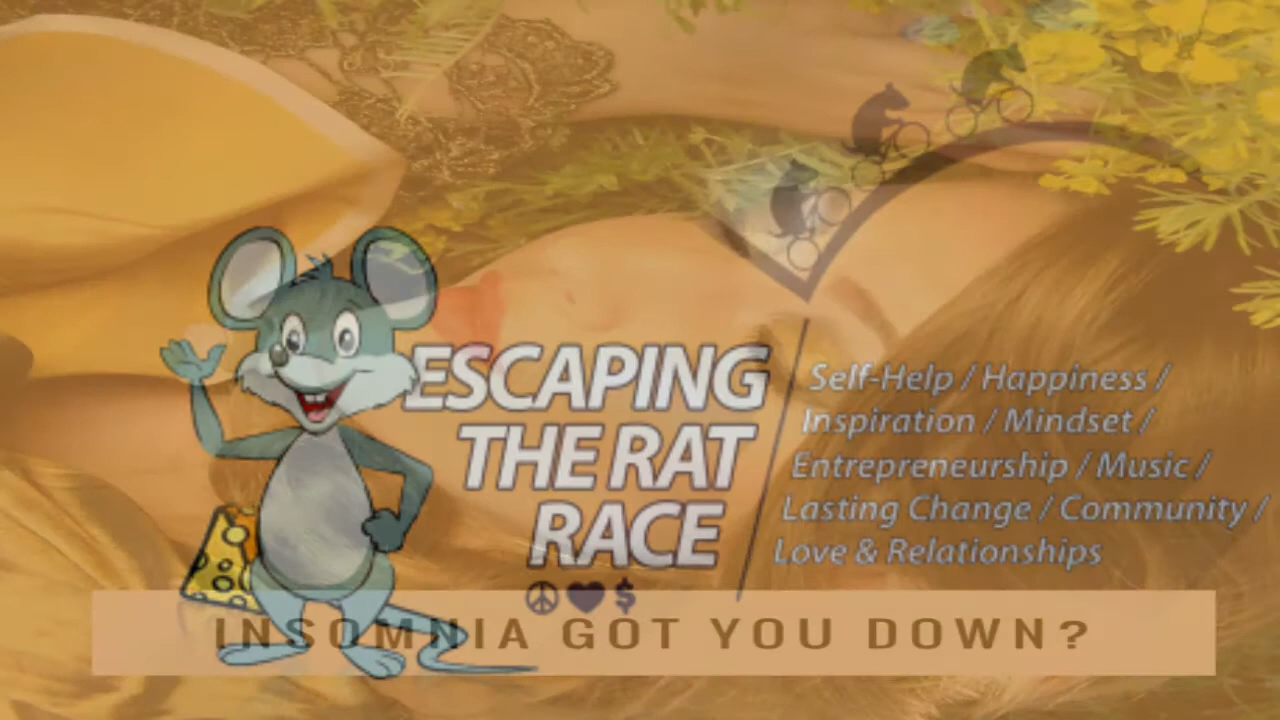 ESCAPING
THE RAT
RACE
Self-Help / Happiness /
Inspiration / Mindset /
Entrepreneurship / Music /
Lasting Change / Community /
Love & Relationships
INSOMNIA GOT YOU DOWN?